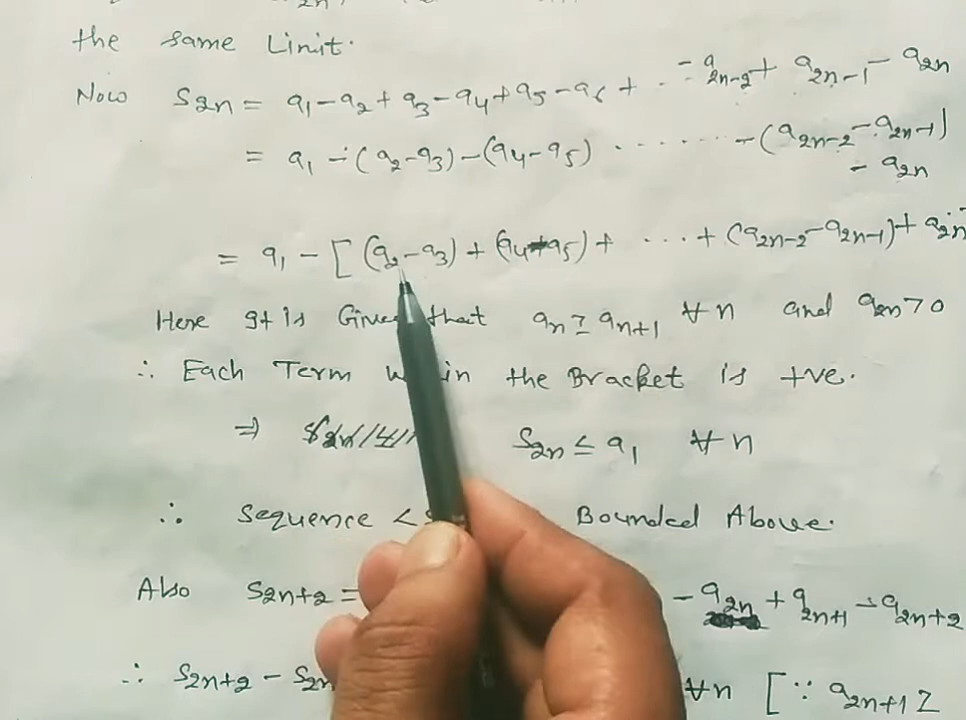 the same Limit.
Now S2n = a1 - a2 + a3 - a4 + a5 - a6 + ... - a2n-2 + a2n-1 - a2n
= a1 - (a2 - a3) - (a4 - a5) ....... - (a2n-2 - a2n-1)
- a2n
= a1 - [(a2 - a3) + (a4 - a5) + ... + (a2n-2 - a2n-1) + a2n
Here It is Given that an ≥ an+1 ∀ n and an > 0
∴ Each Term in the Bracket is +ve.
⇒ S2n ≤ a1 ∀ n
∴ Sequence < Bounded Above.
Also S2n+2 = - a2n + a2n+1 - a2n+2
∴ S2n+2 - S2n ∀ n [∵ a2n+1 ≥